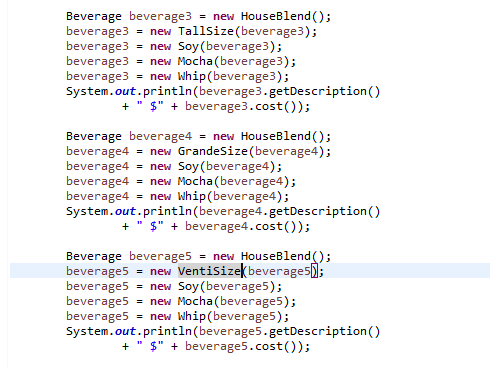 Beverage beverage3 = new HouseBlend();
beverage3 = new TallSize(beverage3);
beverage3 = new Soy(beverage3);
beverage3 = new Mocha(beverage3);
beverage3 = new Whip(beverage3);
System.out.println(beverage3.getDescription()
+ " $" + beverage3.cost());
Beverage beverage4 = new HouseBlend();
beverage4 = new GrandeSize(beverage4);
beverage4 = new Soy(beverage4);
beverage4 = new Mocha(beverage4);
beverage4 = new Whip(beverage4);
System.out.println(beverage4.getDescription()
+ " $" + beverage4.cost());
Beverage beverage5 = new HouseBlend();
beverage5 = new VentiSize(beverage5);
beverage5 = new Soy(beverage5);
beverage5 = new Mocha(beverage5);
beverage5 = new Whip(beverage5);
System.out.println(beverage5.getDescription()
+ " $" + beverage5.cost());